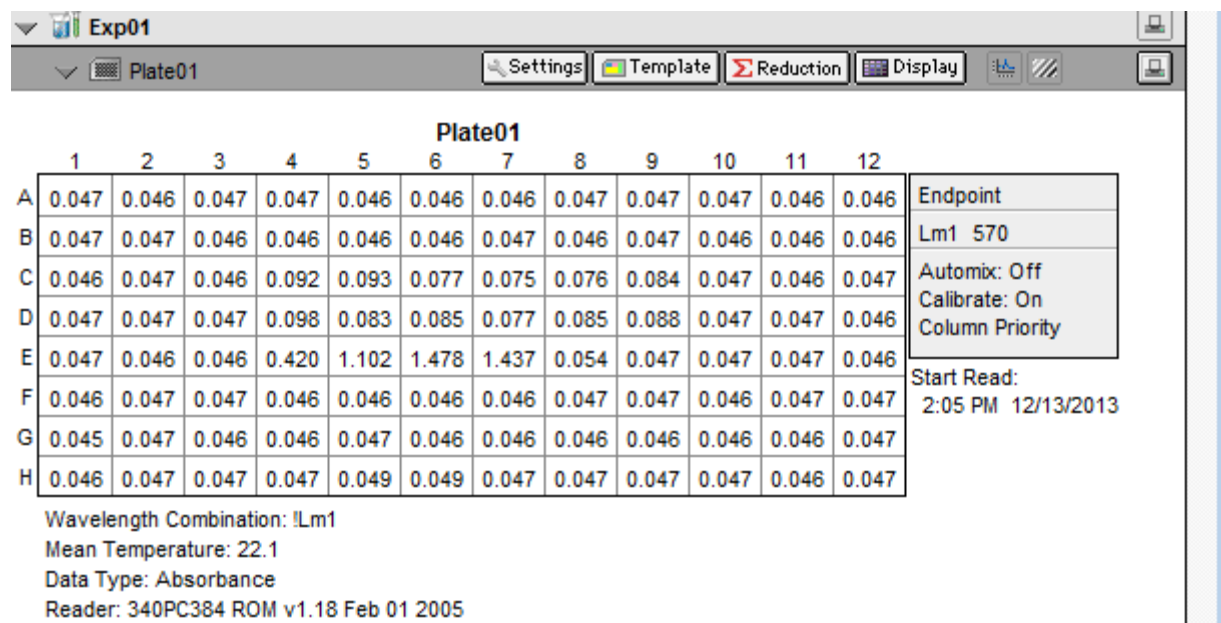 Exp01
Plate01 Settings Template Reduction Display
Plate01
1 2 3 4 5 6 7 8 9 10 11 12
A 0.047 0.046 0.047 0.047 0.046 0.046 0.046 0.047 0.047 0.047 0.046 0.046
B 0.047 0.047 0.046 0.046 0.046 0.046 0.047 0.046 0.047 0.046 0.046 0.046
C 0.046 0.047 0.046 0.092 0.093 0.077 0.075 0.076 0.084 0.047 0.046 0.047
D 0.047 0.047 0.047 0.098 0.083 0.085 0.077 0.085 0.088 0.047 0.047 0.046
E 0.047 0.046 0.046 0.420 1.102 1.478 1.437 0.054 0.047 0.047 0.047 0.046
F 0.046 0.047 0.047 0.046 0.046 0.046 0.046 0.047 0.047 0.046 0.047 0.047
G 0.045 0.047 0.046 0.046 0.047 0.046 0.046 0.046 0.046 0.046 0.046 0.047
H 0.046 0.047 0.047 0.047 0.049 0.049 0.047 0.047 0.047 0.047 0.046 0.047
Endpoint
Lm1 570
Automix: Off
Calibrate: On
Column Priority
Start Read:
2:05 PM 12/13/2013
Wavelength Combination: !Lm1
Mean Temperature: 22.1
Data Type: Absorbance
Reader: 340PC384 ROM v1.18 Feb 01 2005